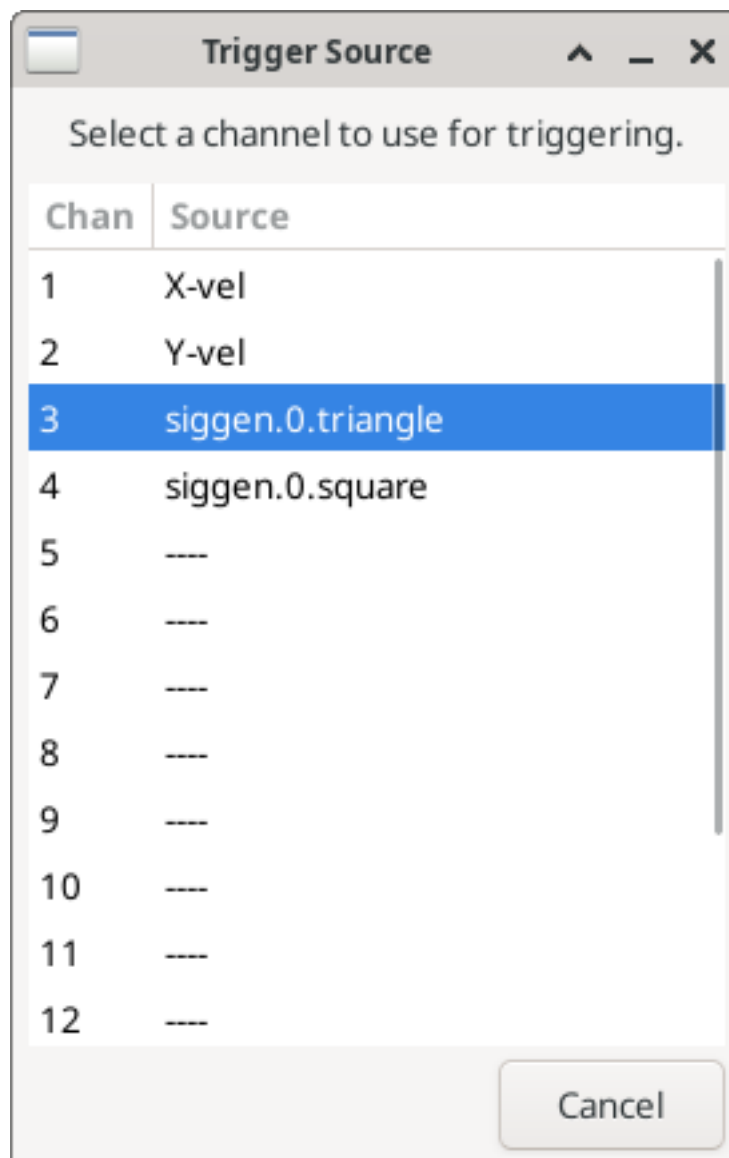 Trigger Source
Select a channel to use for triggering.
Chan Source
1 X-vel
2 Y-vel
3 siggen.0.triangle
4 siggen.0.square
5 ----
6 ----
7 ----
8 ----
9 ----
10 ----
11 ----
12 ----
Cancel